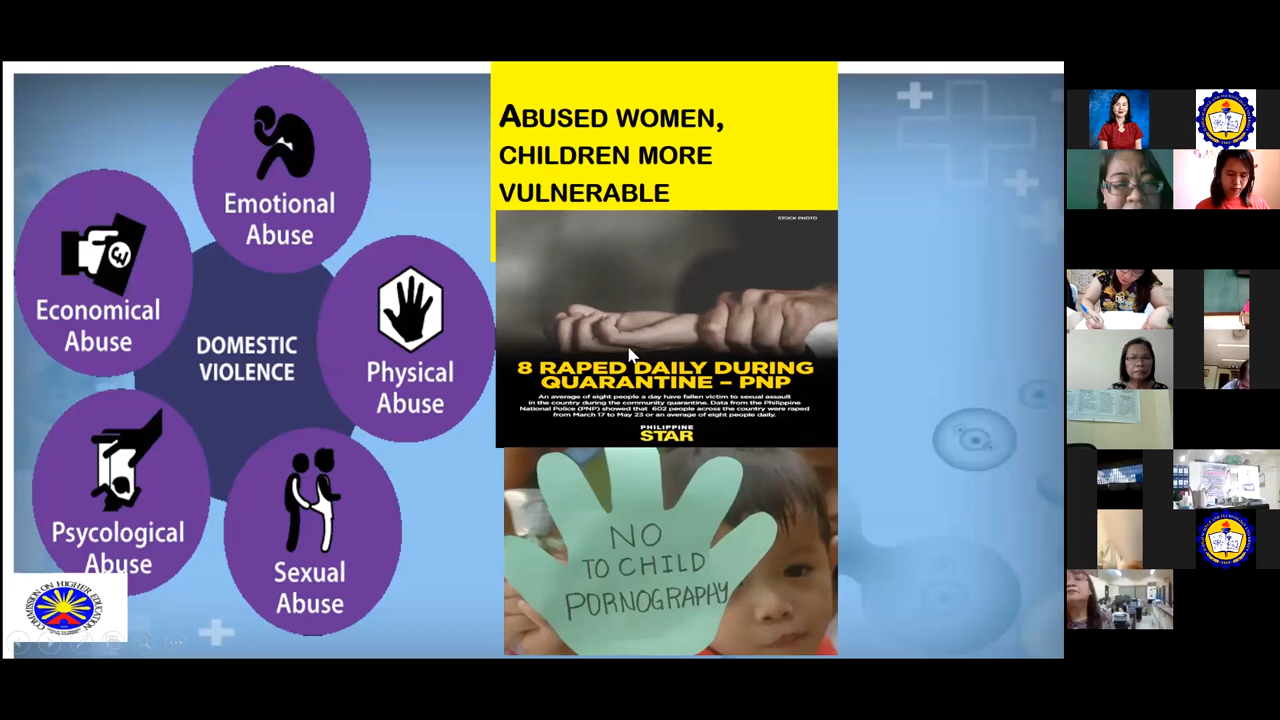 Emotional
Abuse
Economical
Abuse
Physical
Abuse
DOMESTIC
VIOLENCE
Psycological
Abuse
Sexual
Abuse
COMMISSION ON HIGHER EDUCATION
ABUSED WOMEN,
CHILDREN MORE
VULNERABLE
STOCK PHOTO
8 RAPED DAILY DURING
QUARANTINE – PNP
An average of eight people a day have fallen victim to sexual assault
in the country during the community quarantine. Data from the Philippine
National Police (PNP) showed that 602 people across the country were raped
from March 17 to May 23 or an average of eight people daily.
PHILIPPINE
STAR
NO
TO CHILD
PORNOGRAPHY